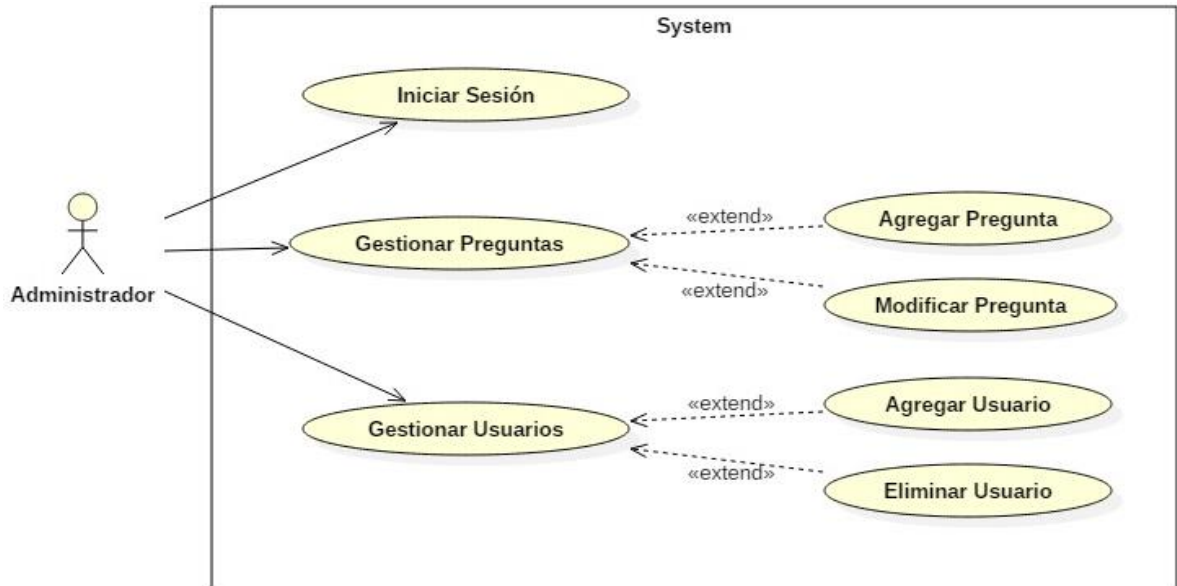 System
Iniciar Sesión
«extend»
Agregar Pregunta
Gestionar Preguntas
Administrador
«extend»
Modificar Pregunta
«extend»
Agregar Usuario
Gestionar Usuarios
«extend»
Eliminar Usuario